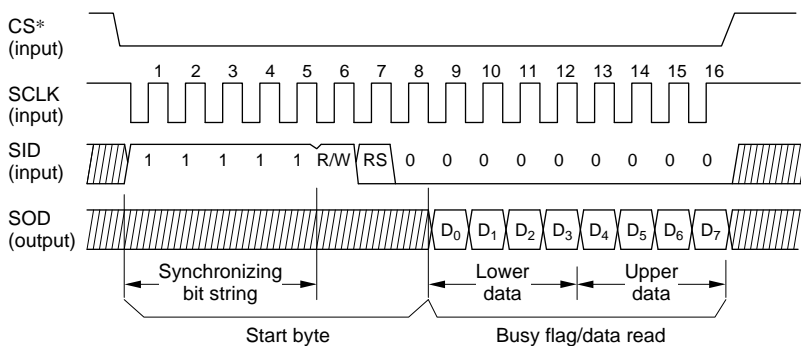 CS*
(input)
1 2 3 4 5 6 7 8 9 10 11 12 13 14 15 16
SCLK
(input)
SID
(input)
1 1 1 1 1 R/W RS 0 0 0 0 0 0 0 0 0
SOD
(output)
D0 D1 D2 D3 D4 D5 D6 D7
Synchronizing
bit string
Lower
data
Upper
data
Start byte
Busy flag/data read